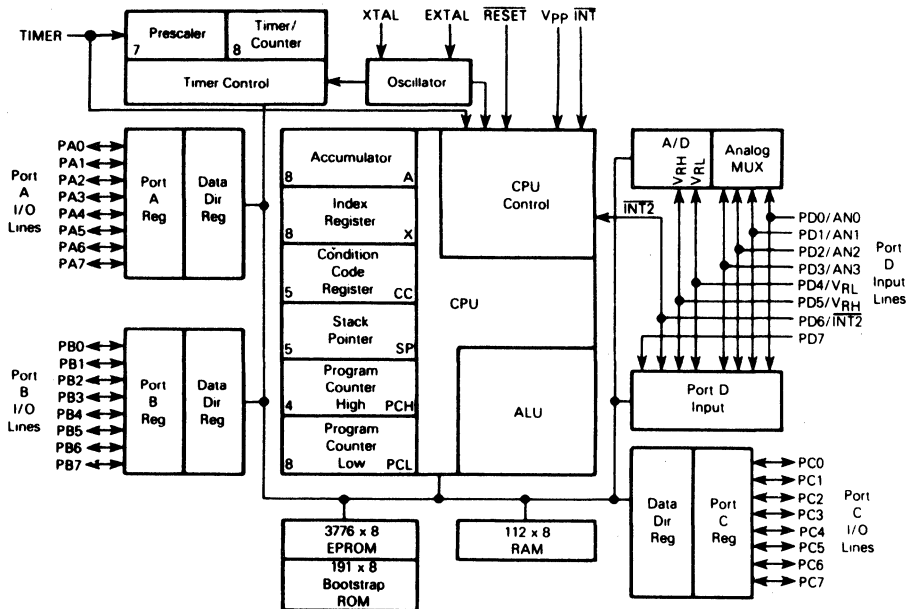 TIMER
Prescaler
7
Timer/
Counter
8
Timer Control
XTAL
EXTAL
RESET
VPP
INT
Oscillator
Port
A
I/O
Lines
PA0
PA1
PA2
PA3
PA4
PA5
PA6
PA7
Port
A
Reg
Data
Dir
Reg
Accumulator
8
A
Index
Register
8
X
Condition
Code
Register
5
CC
Stack
Pointer
5
SP
Program
Counter
High
4
PCH
Program
Counter
Low
8
PCL
CPU
Control
CPU
ALU
INT2
A/D
VRH
VRL
Analog
MUX
PD0/AN0
PD1/AN1
PD2/AN2
PD3/AN3
PD4/VRL
PD5/VRH
PD6/INT2
PD7
Port
D
Input
Lines
Port D
Input
Port
B
I/O
Lines
PB0
PB1
PB2
PB3
PB4
PB5
PB6
PB7
Port
B
Reg
Data
Dir
Reg
3776 x 8
EPROM
191 x 8
Bootstrap
ROM
112 x 8
RAM
Data
Dir
Reg
Port
C
Reg
PC0
PC1
PC2
PC3
PC4
PC5
PC6
PC7
Port
C
I/O
Lines